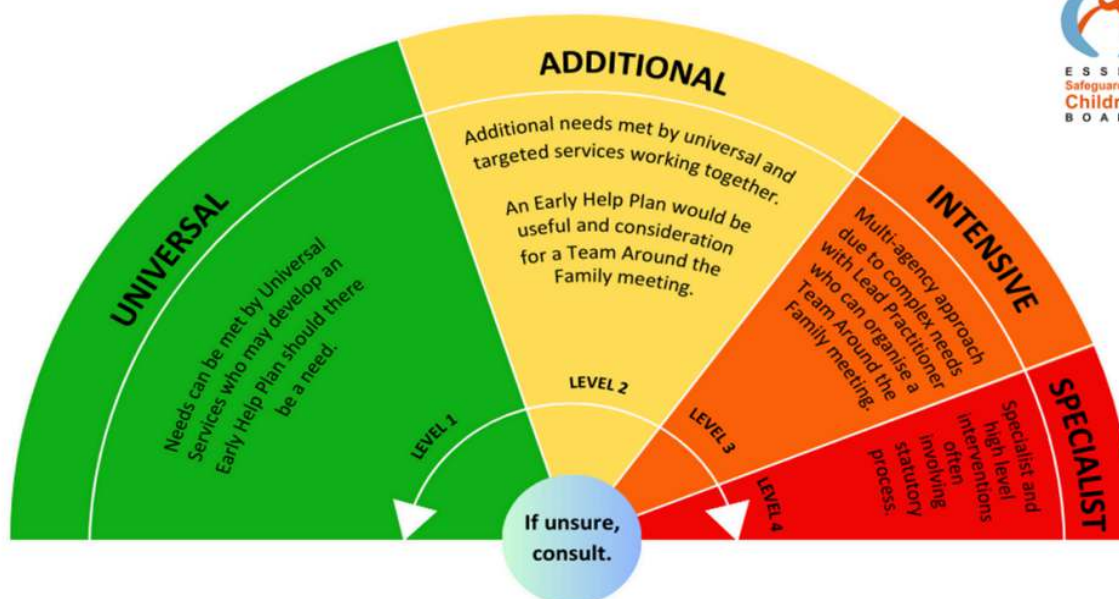 UNIVERSAL
Needs can be met by Universal
Services who may develop an
Early Help Plan should there
be a need.
LEVEL 1
ADDITIONAL
Additional needs met by universal and
targeted services working together.
An Early Help Plan would be
useful and consideration
for a Team Around the
Family meeting.
LEVEL 2
INTENSIVE
Multi-agency approach
due to complex needs
with Lead Practitioner
who can organise a
Team Around the
Family meeting.
LEVEL 3
SPECIALIST
Specialist and
high level
interventions
often
involving
statutory
process.
LEVEL 4
If unsure,
consult.